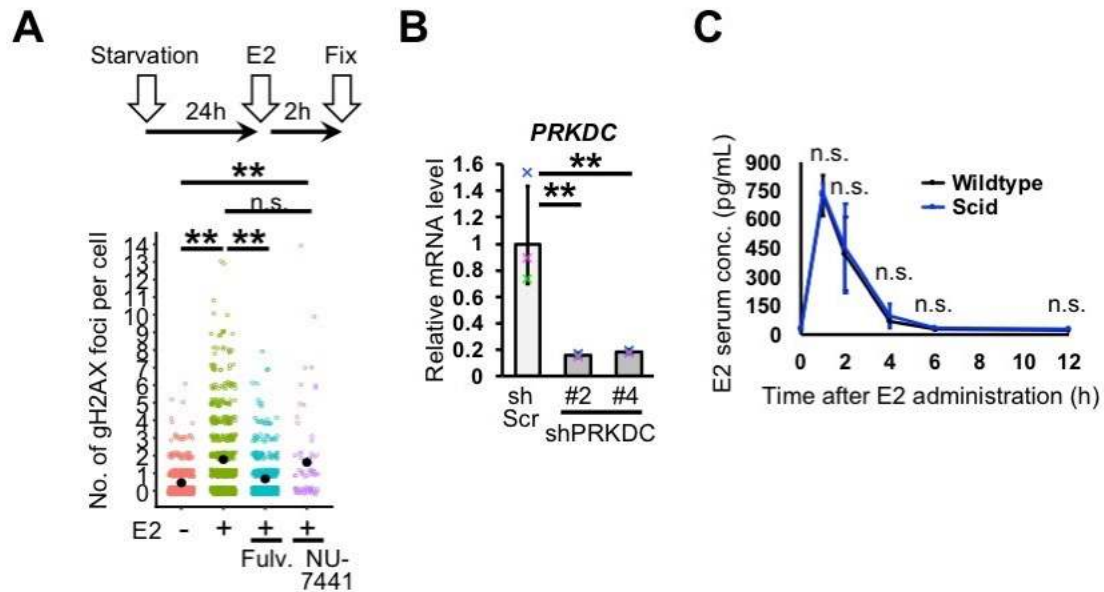 A
Starvation E2 Fix
24h 2h
**
n.s.
** **
No. of gH2AX foci per cell
14
13
12
11
10
9
8
7
6
5
4
3
2
1
0
E2 - + + +
Fulv. NU-
7441
B
PRKDC
Relative mRNA level
1.6
1.4
1.2
1
0.8
0.6
0.4
0.2
0
**
**
sh #2 #4
Scr shPRKDC
C
E2 serum conc. (pg/mL)
900
750
600
450
300
150
0
n.s.
n.s.
n.s.
n.s.
n.s.
Wildtype
Scid
0 2 4 6 8 10 12
Time after E2 administration (h)